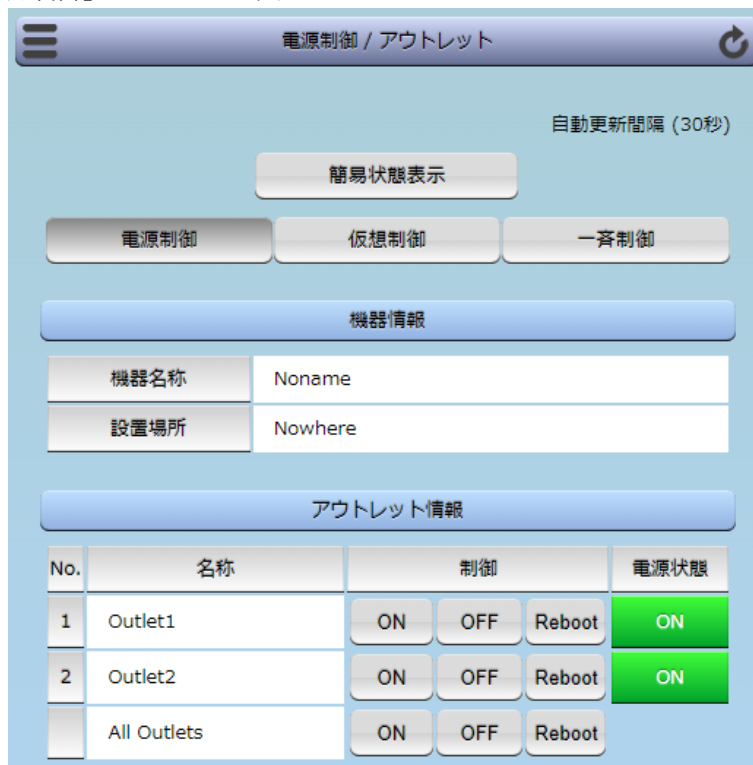 電源制御 / アウトレット
自動更新間隔 (30秒)
簡易状態表示
電源制御 仮想制御 一斉制御
機器情報
機器名称 Noname
設置場所 Nowhere
アウトレット情報
No. 名称 制御 電源状態
1 Outlet1 ON OFF Reboot ON
2 Outlet2 ON OFF Reboot ON
All Outlets ON OFF Reboot